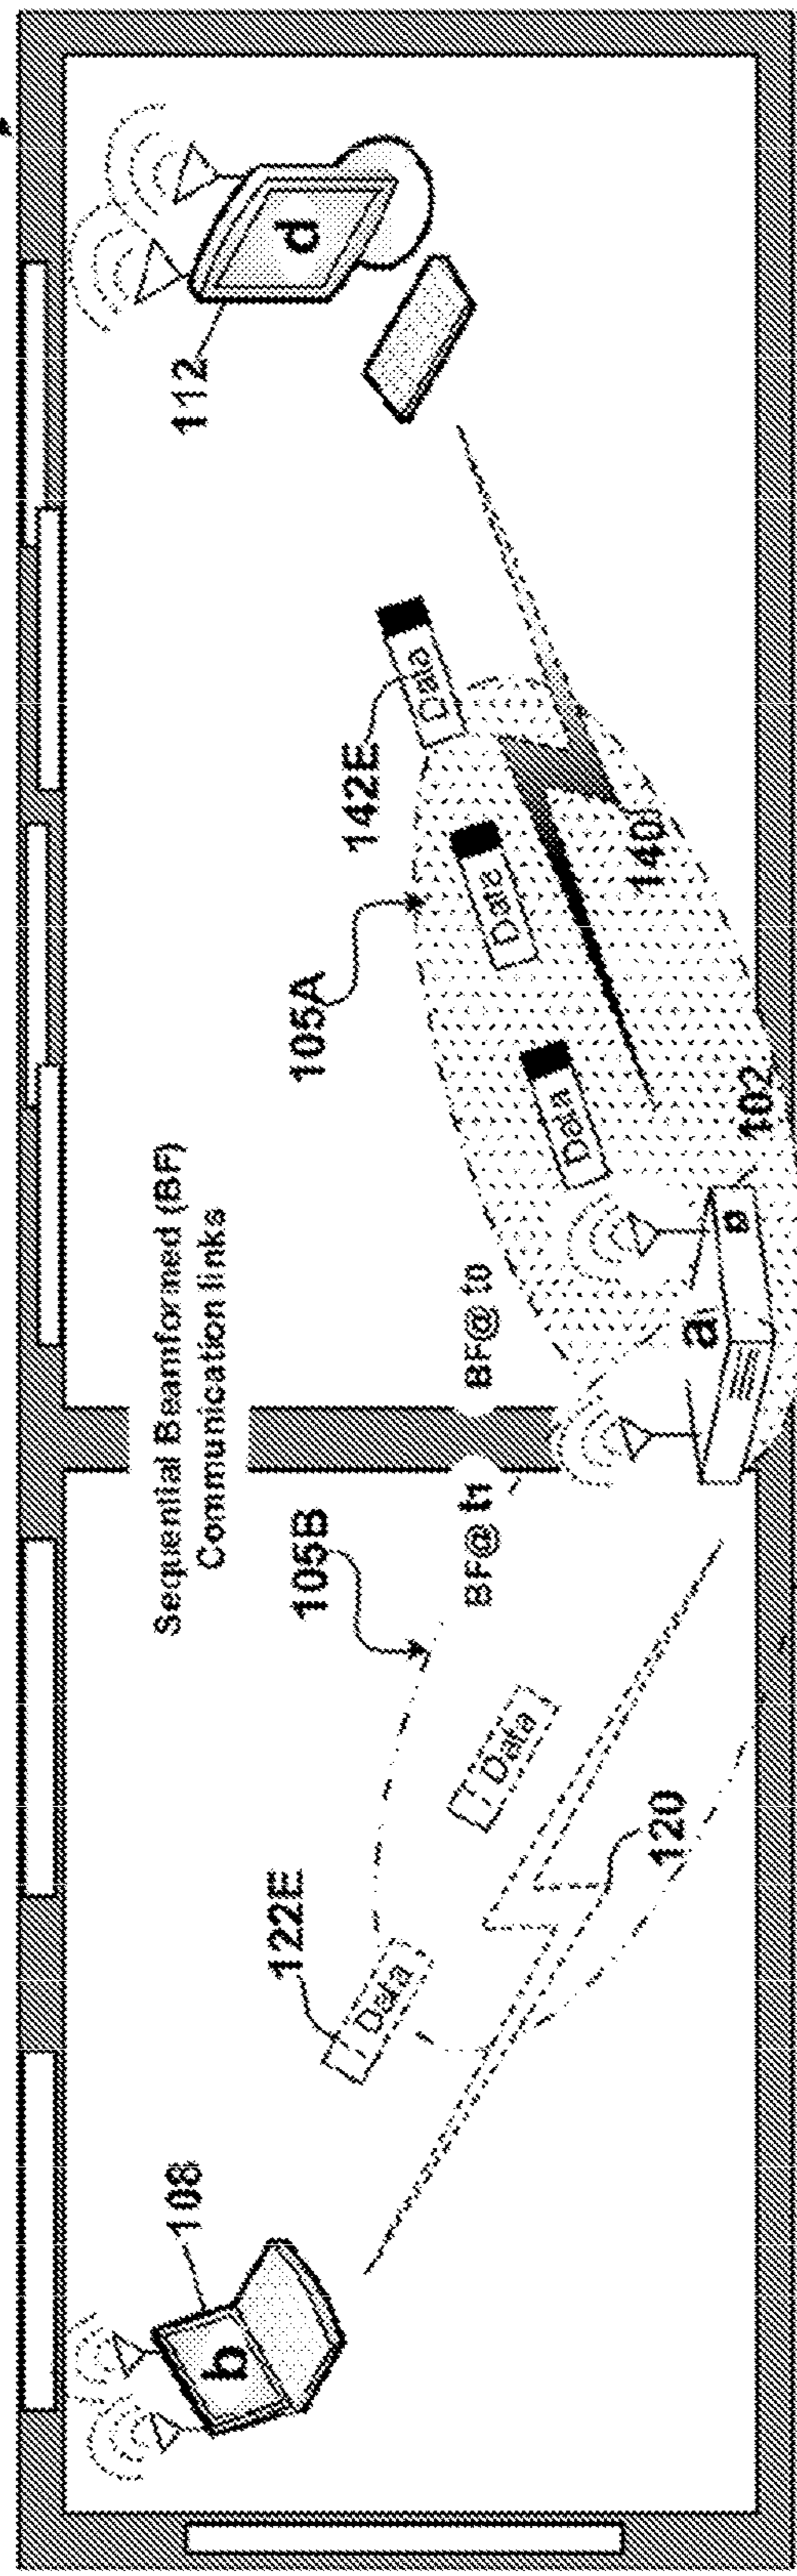 Sequential Beamformed (BF)
Communication links
108
b
122E
Data
Data
120
105B
BF@ t1
BF@ t0
105A
142E
Data
Data
Data
140
102
a
112
d